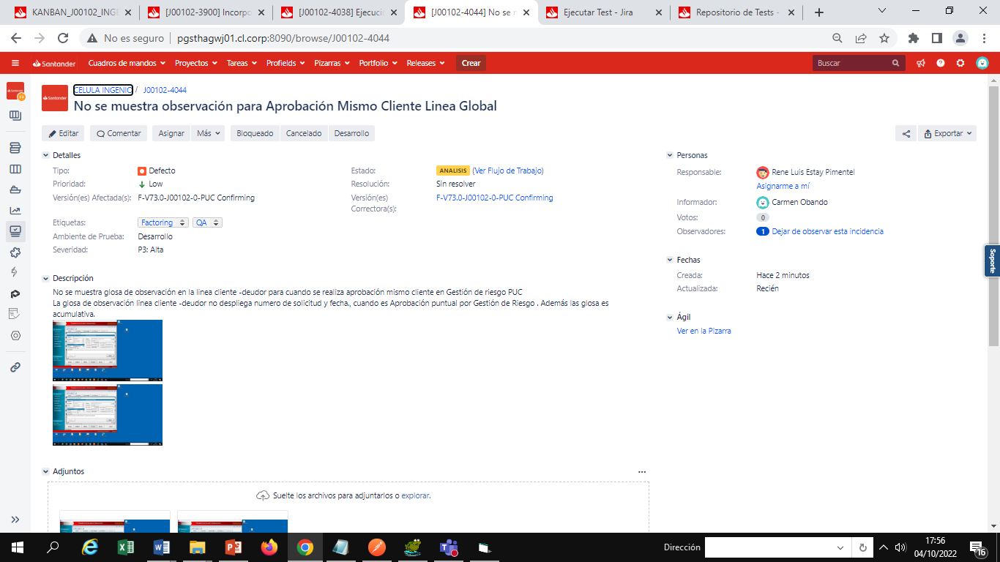 KANBAN_J00102_INGE
[J00102-3900] Incorpo
[J00102-4038] Ejecució
[J00102-4044] No se m
Ejecutar Test - Jira
Repositorio de Tests -
No es seguro
pgsthagwj01.cl.corp:8090/browse/J00102-4044
Santander
Cuadros de mandos
Proyectos
Tareas
Profields
Pizarras
Portfolio
Releases
Crear
Buscar
CELULA INGENIO / J00102-4044
No se muestra observación para Aprobación Mismo Cliente Linea Global
Editar
Comentar
Asignar
Más
Bloqueado
Cancelado
Desarrollo
Exportar
Detalles
Tipo: Defecto
Estado: ANALISIS (Ver Flujo de Trabajo)
Prioridad: Low
Resolución: Sin resolver
Versión(es) Afectada(s): F-V73.0-J00102-0-PUC Confirming
Versión(es) Correctora(s): F-V73.0-J00102-0-PUC Confirming
Etiquetas: Factoring QA
Ambiente de Prueba: Desarrollo
Severidad: P3: Alta
Personas
Responsable: Rene Luis Estay Pimentel
Asignarme a mí
Informador: Carmen Obando
Votos: 0
Observadores: 1 Dejar de observar esta incidencia
Soporte
Fechas
Creada: Hace 2 minutos
Actualizada: Recién
Ágil
Ver en la Pizarra
Descripción
No se muestra glosa de observación en la linea cliente -deudor para cuando se realiza aprobación mismo cliente en Gestión de riesgo PUC
La glosa de observación linea cliente -deudor no despliega numero de solicitud y fecha., cuando es Aprobación puntual por Gestión de Riesgo . Además las glosa es
acumulativa.
Adjuntos
Suelte los archivos para adjuntarlos o explorar.
Dirección
17:56
04/10/2022
16